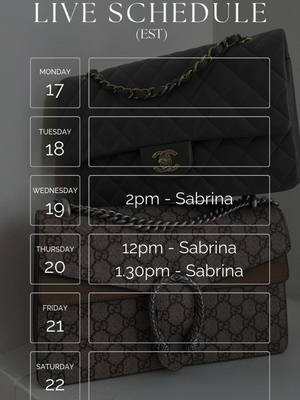 LIVE SCHEDULE
(EST)
MONDAY
17
TUESDAY
18
WEDNESDAY
19
2pm - Sabrina
THURSDAY
20
12pm - Sabrina
1.30pm - Sabrina
FRIDAY
21
SATURDAY
22